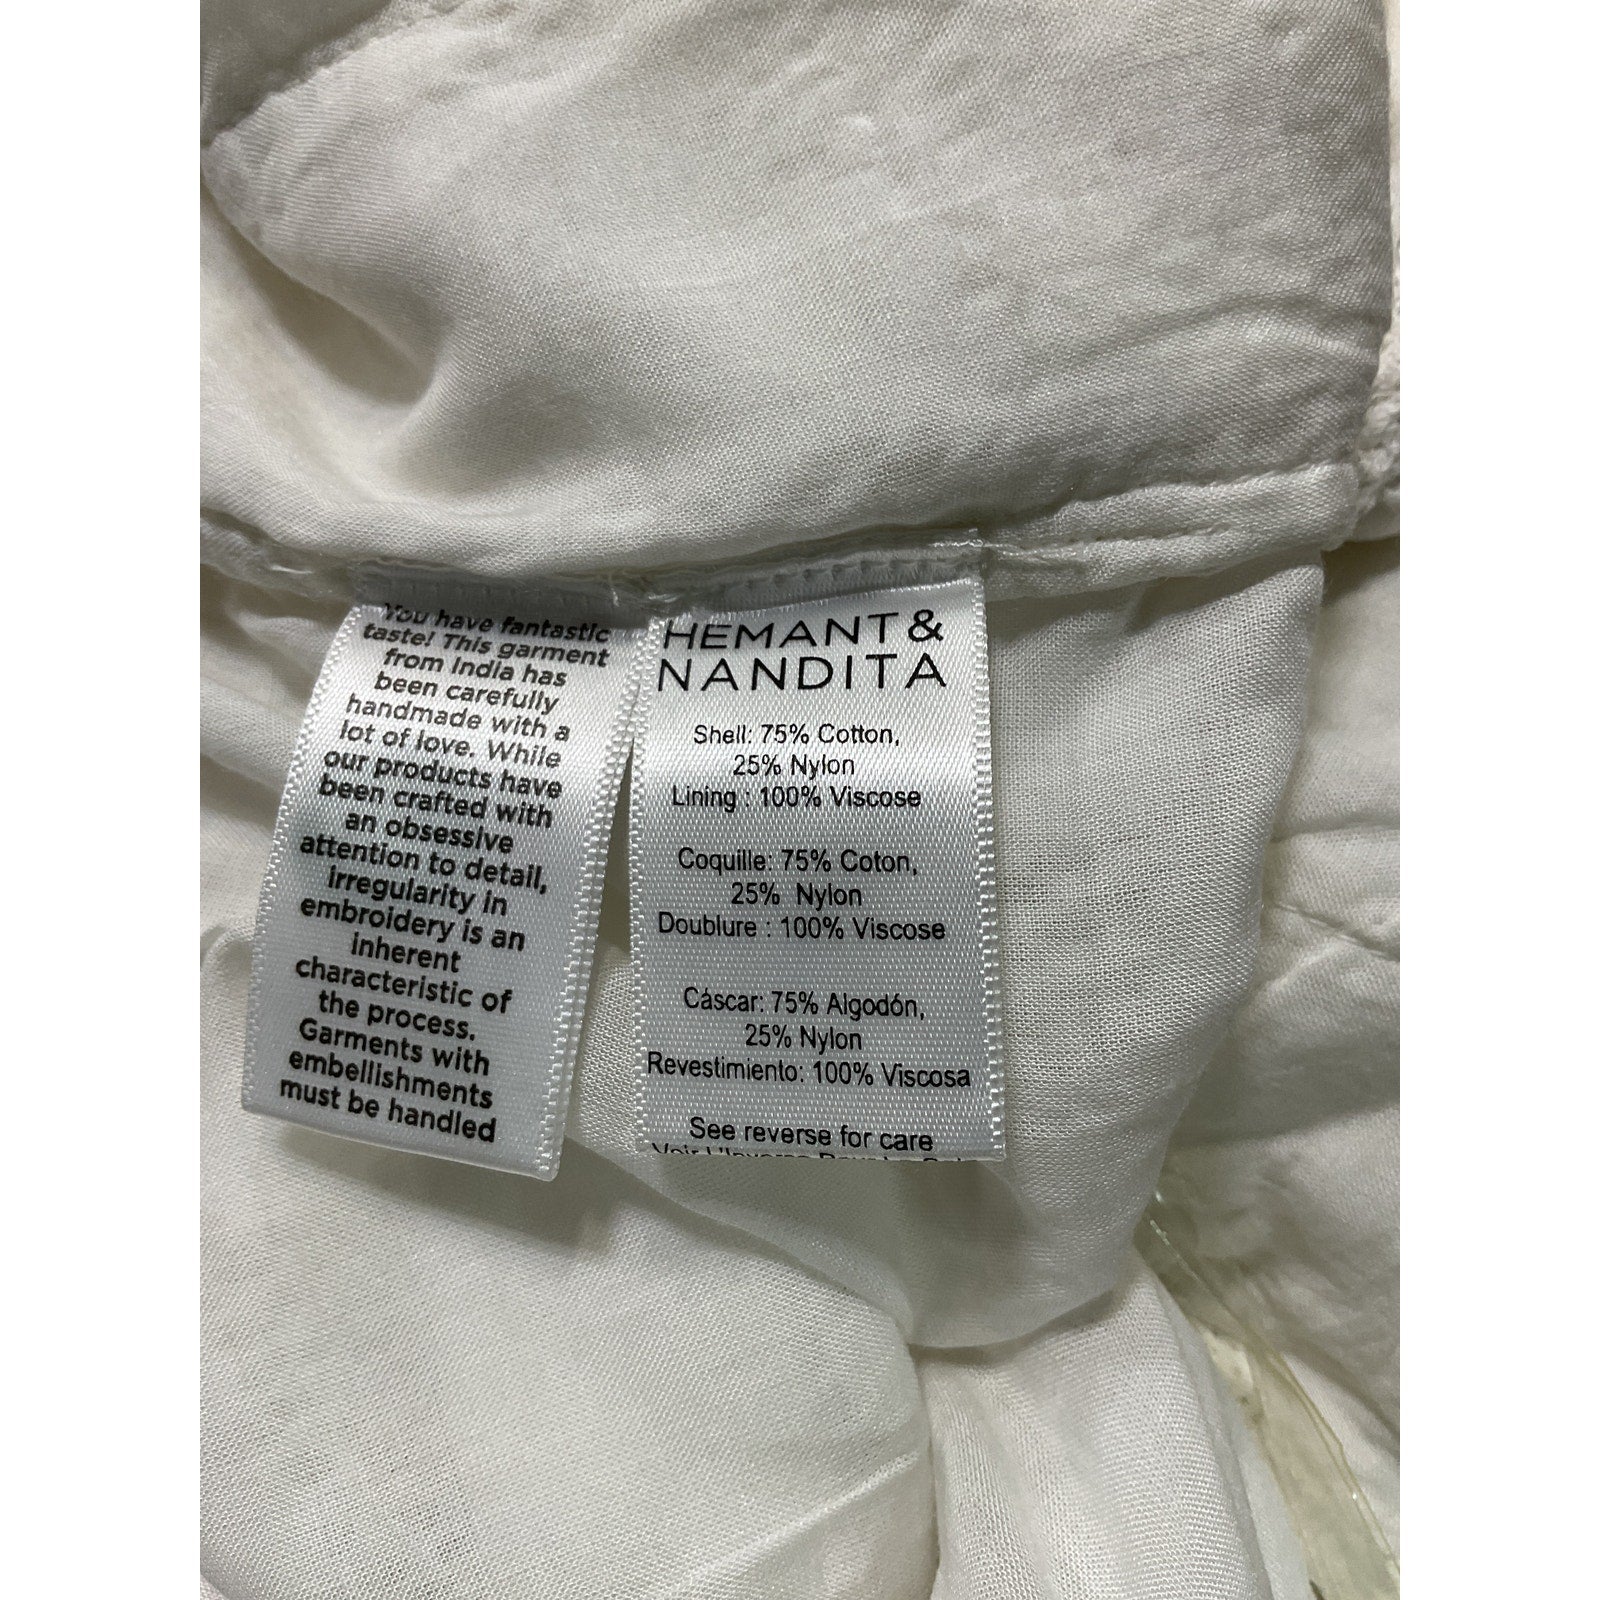 You have fantastic
taste! This garment
from India has
been carefully
handmade with a
lot of love. While
our products have
been crafted with
an obsessive
attention to detail,
irregularity in
embroidery is an
inherent
characteristic of
the process.
Garments with
embellishments
must be handled
HEMANT &
NANDITA
Shell: 75% Cotton,
25% Nylon
Lining : 100% Viscose
Coquille: 75% Coton,
25% Nylon
Doublure : 100% Viscose
Cáscar: 75% Algodón,
25% Nylon
Revestimiento: 100% Viscosa
See reverse for care
Voir L'Inverse Pour